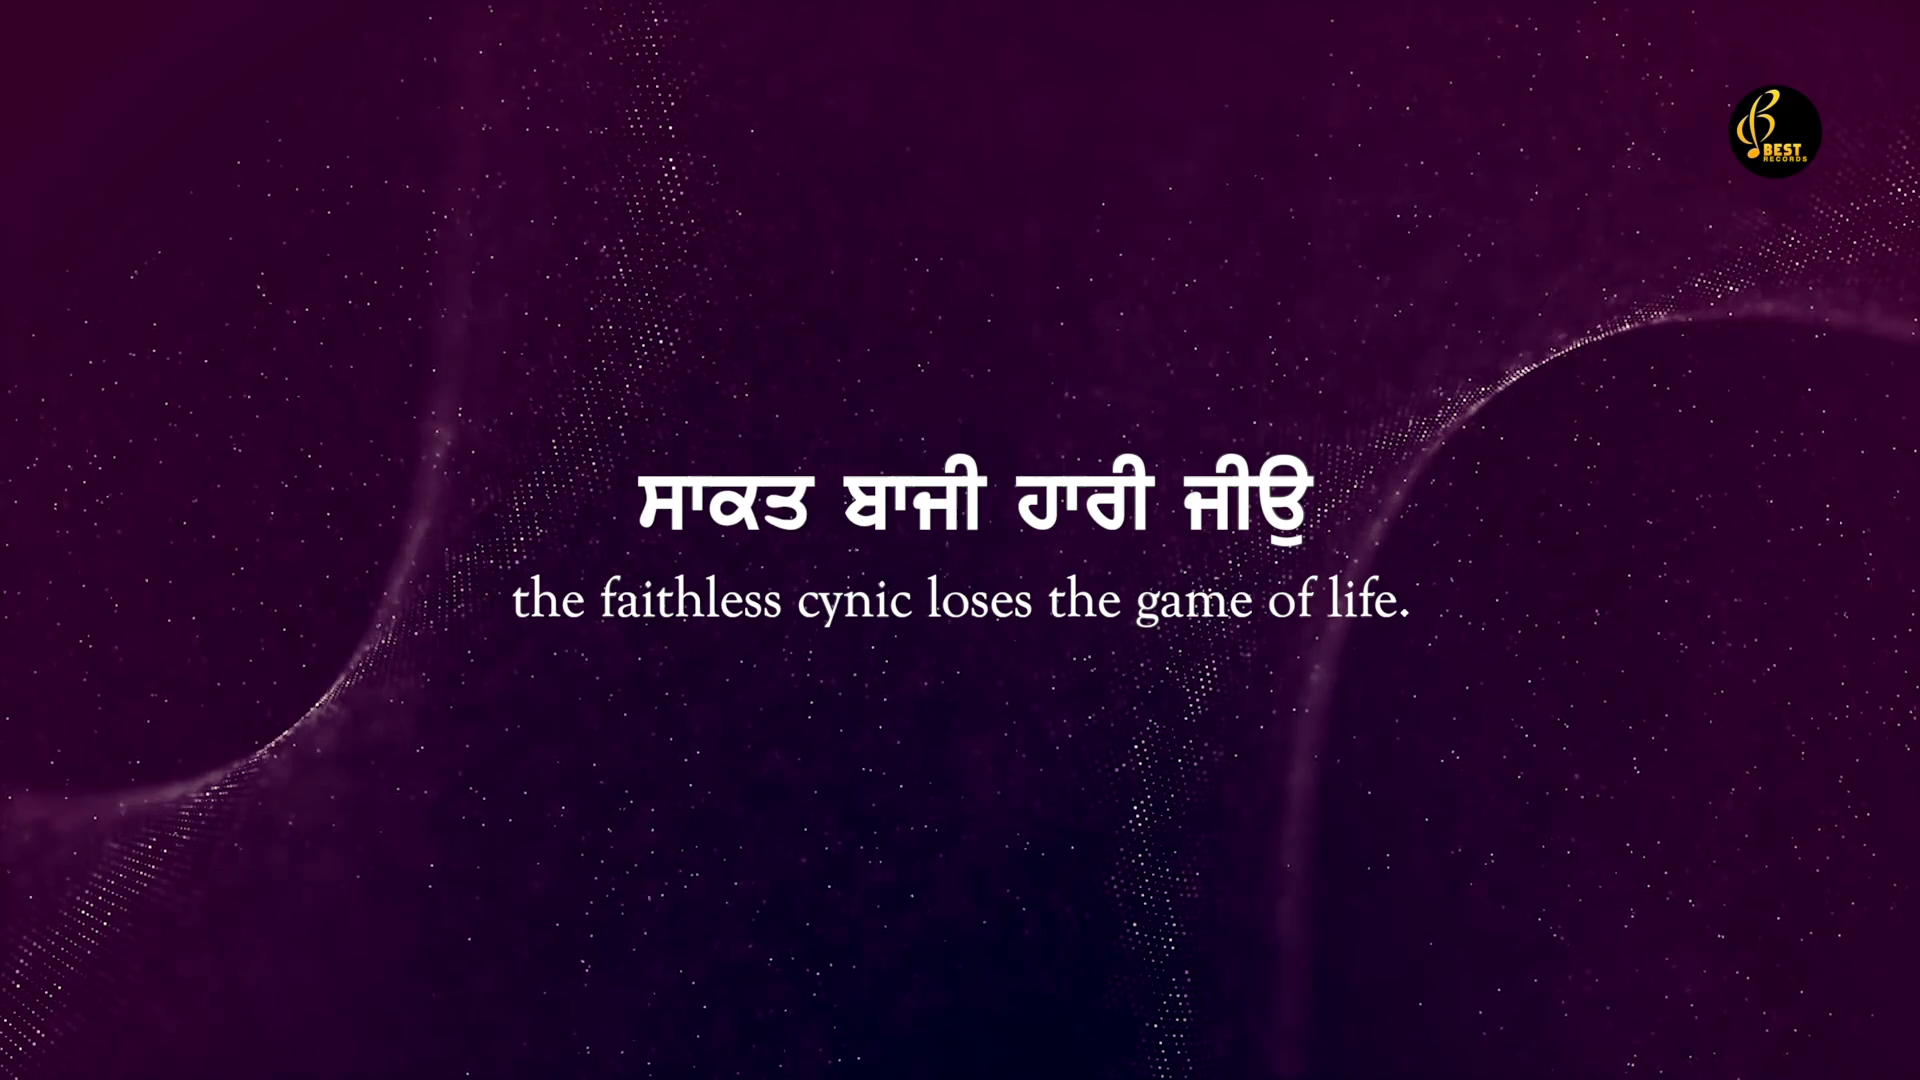 BEST
RECORDS
ਸਾਕਤ ਬਾਜੀ ਹਾਰੀ ਜੀਉ
the faithless cynic loses the game of life.